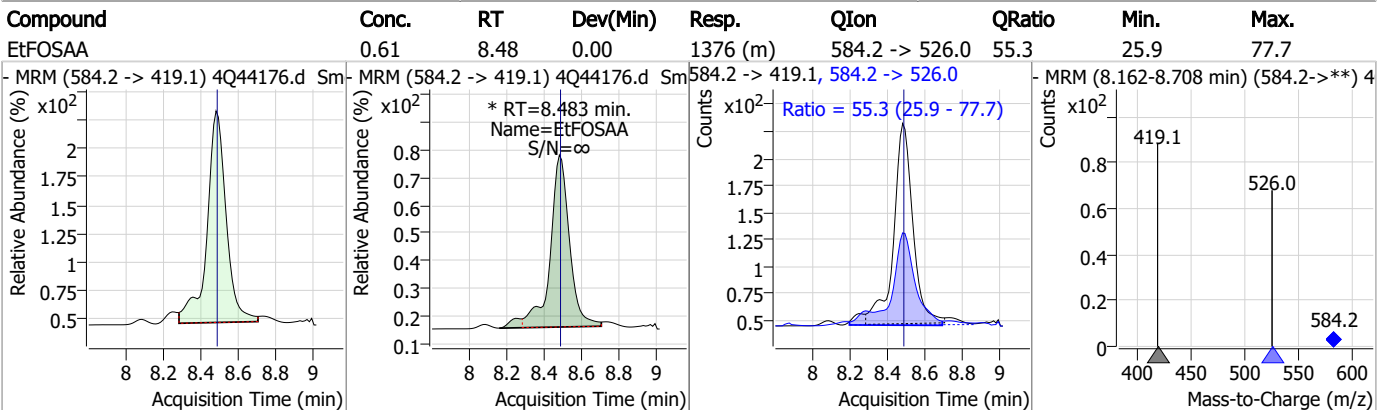 Compound Conc. RT Dev(Min) Resp. QIon QRatio Min. Max.
EtFOSAA 0.61 8.48 0.00 1376 (m) 584.2 -> 526.0 55.3 25.9 77.7
- MRM (584.2 -> 419.1) 4Q44176.d Sm
Relative Abundance (%)
x10²
2
1.75
1.5
1.25
1
0.75
0.5
8 8.2 8.4 8.6 8.8 9
Acquisition Time (min)
- MRM (584.2 -> 419.1) 4Q44176.d Sm
Relative Abundance (%)
x10²
* RT=8.483 min.
Name=EtFOSAA
S/N=∞
0.8
0.7
0.6
0.5
0.4
0.3
0.2
0.1
8 8.2 8.4 8.6 8.8 9
Acquisition Time (min)
584.2 -> 419.1, 584.2 -> 526.0
Counts
x10²
Ratio = 55.3 (25.9 - 77.7)
2
1.75
1.5
1.25
1
0.75
0.5
8 8.2 8.4 8.6 8.8 9
Acquisition Time (min)
- MRM (8.162-8.708 min) (584.2->**) 4
Counts
x10²
419.1
526.0
584.2
0.8
0.6
0.4
0.2
0
400 450 500 550 600
Mass-to-Charge (m/z)